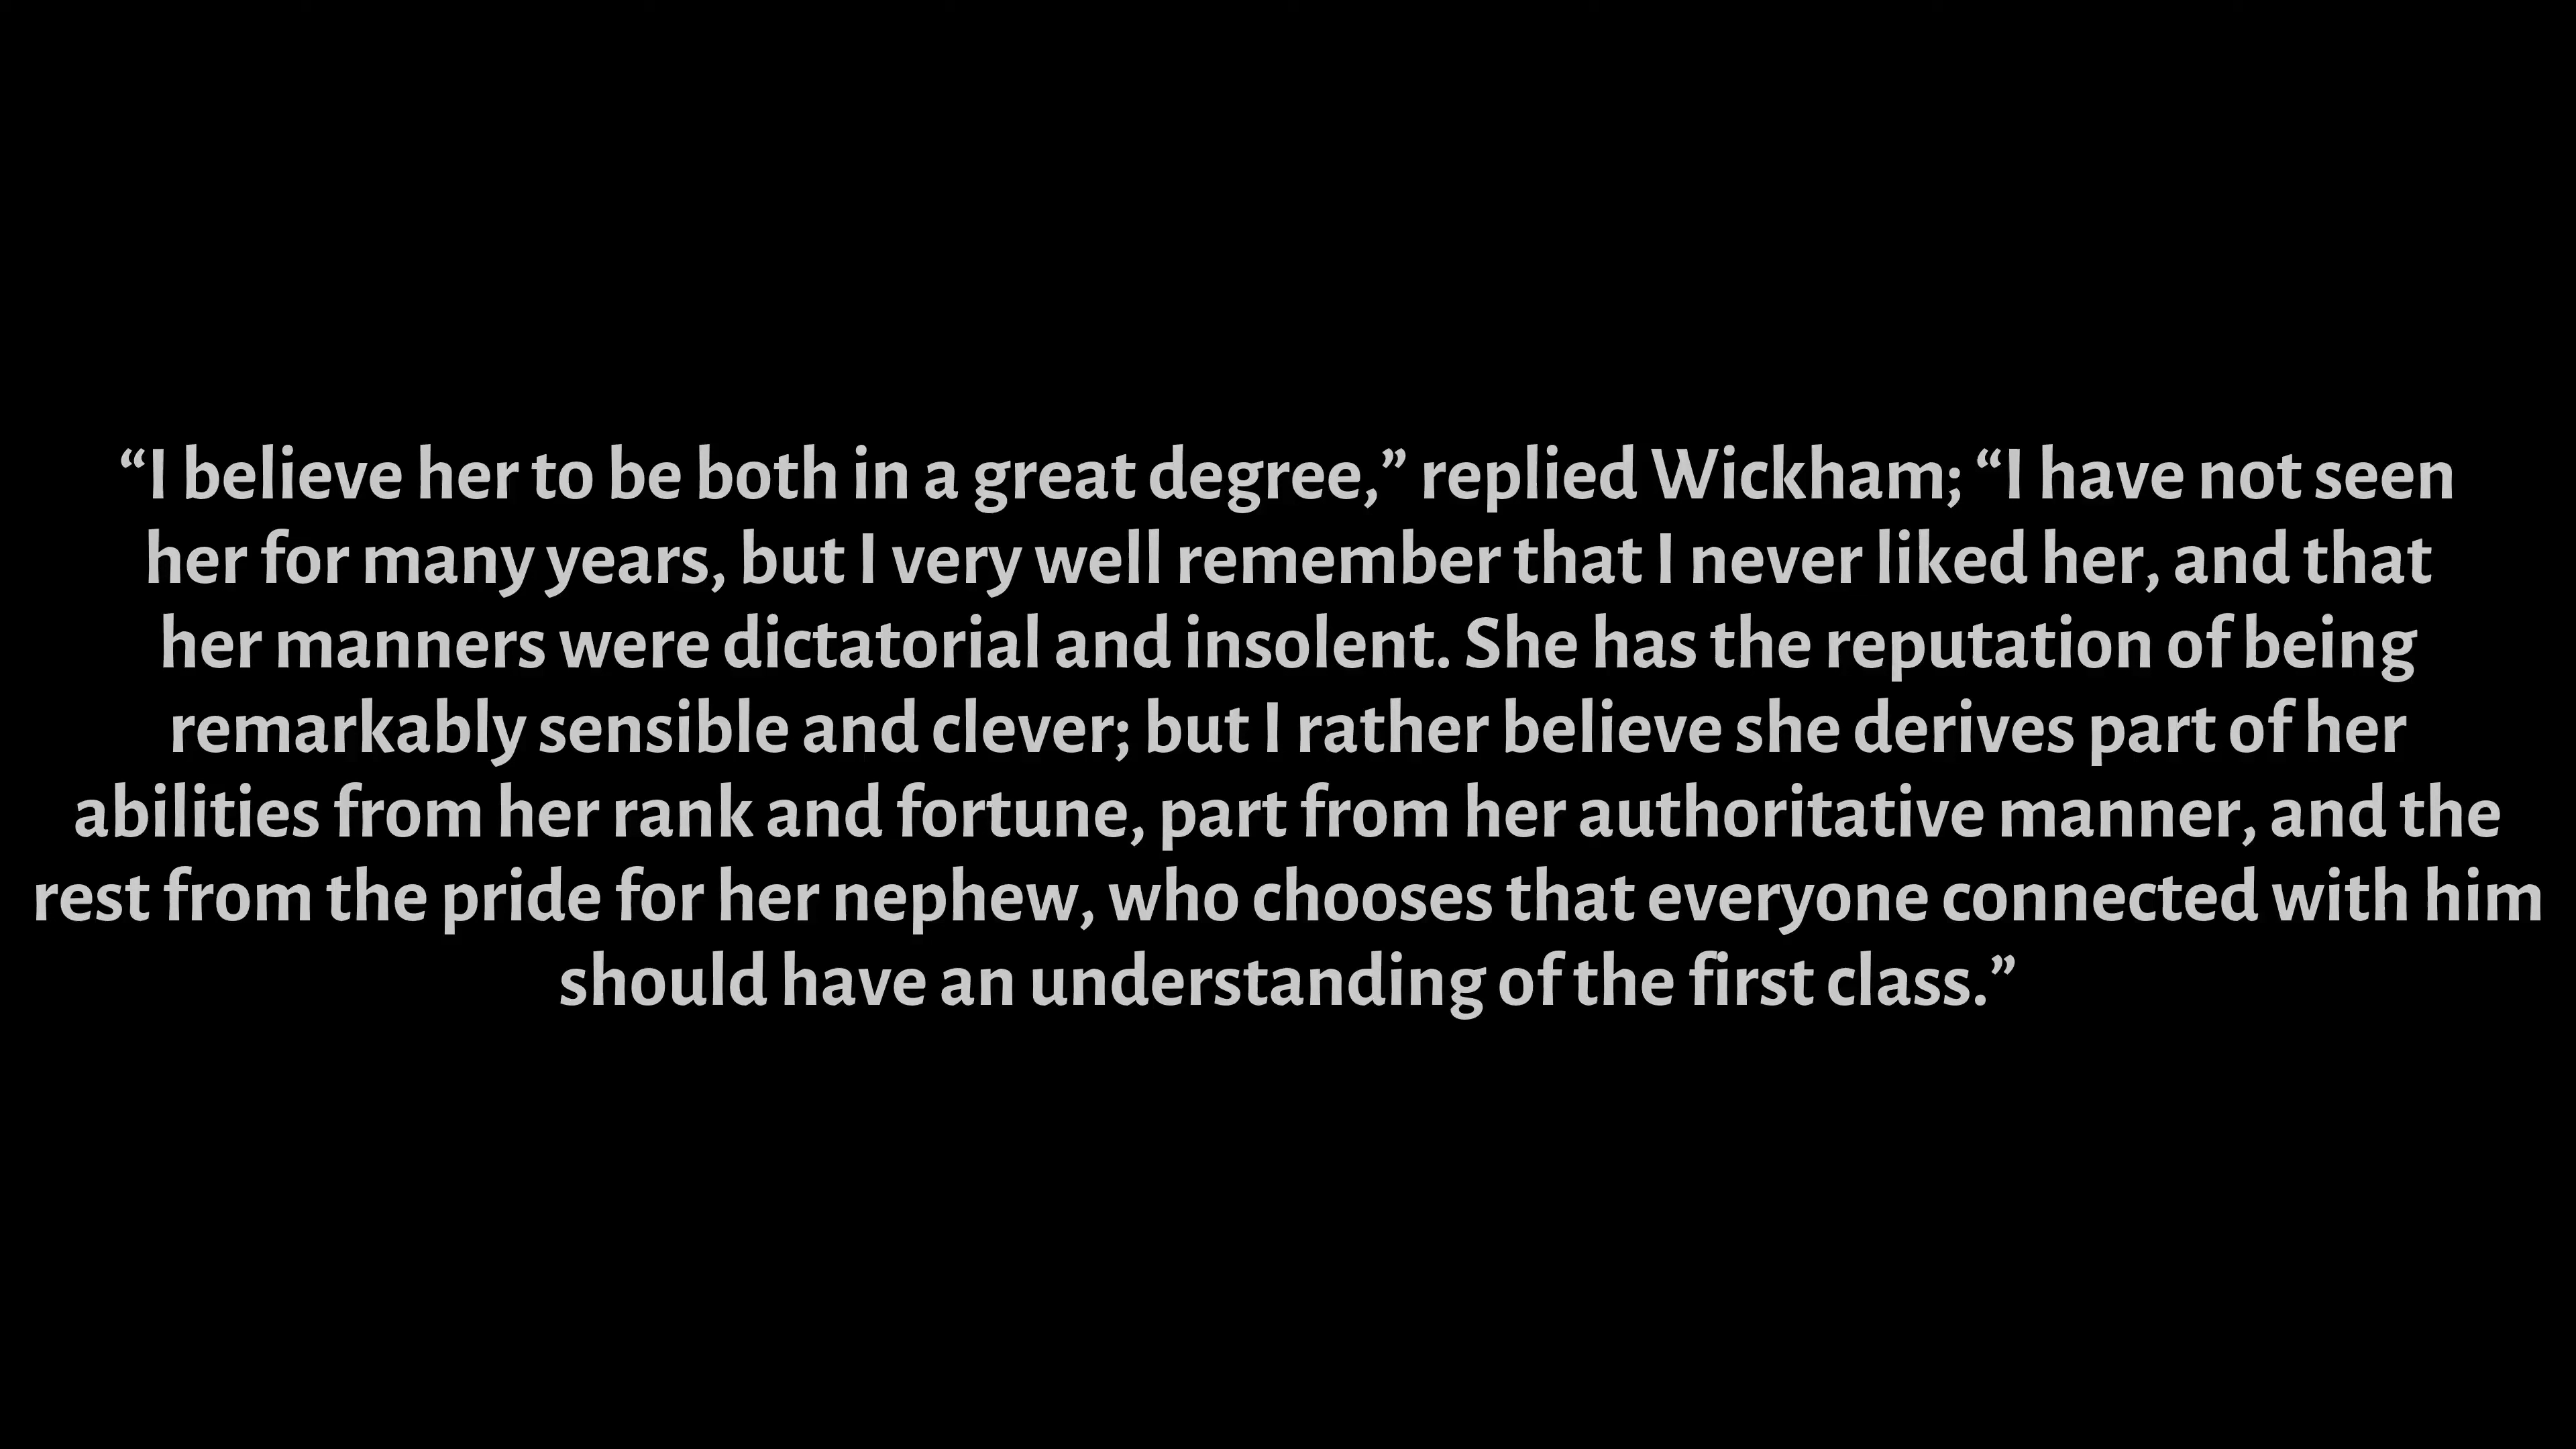 “I believe her to be both in a great degree,” replied Wickham; “I have not seen
her for many years, but I very well remember that I never liked her, and that
her manners were dictatorial and insolent. She has the reputation of being
remarkably sensible and clever; but I rather believe she derives part of her
abilities from her rank and fortune, part from her authoritative manner, and the
rest from the pride for her nephew, who chooses that everyone connected with him
should have an understanding of the first class.”